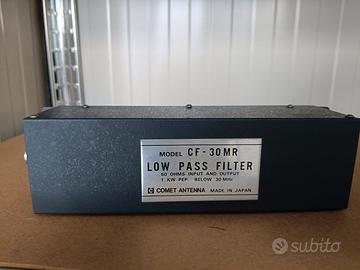 MODEL CF-30MR
LOW PASS FILTER
50 OHMS INPUT AND OUTPUT
1 KW PEP BELOW 30 MHz
C COMET ANTENNA MADE IN JAPAN
subito